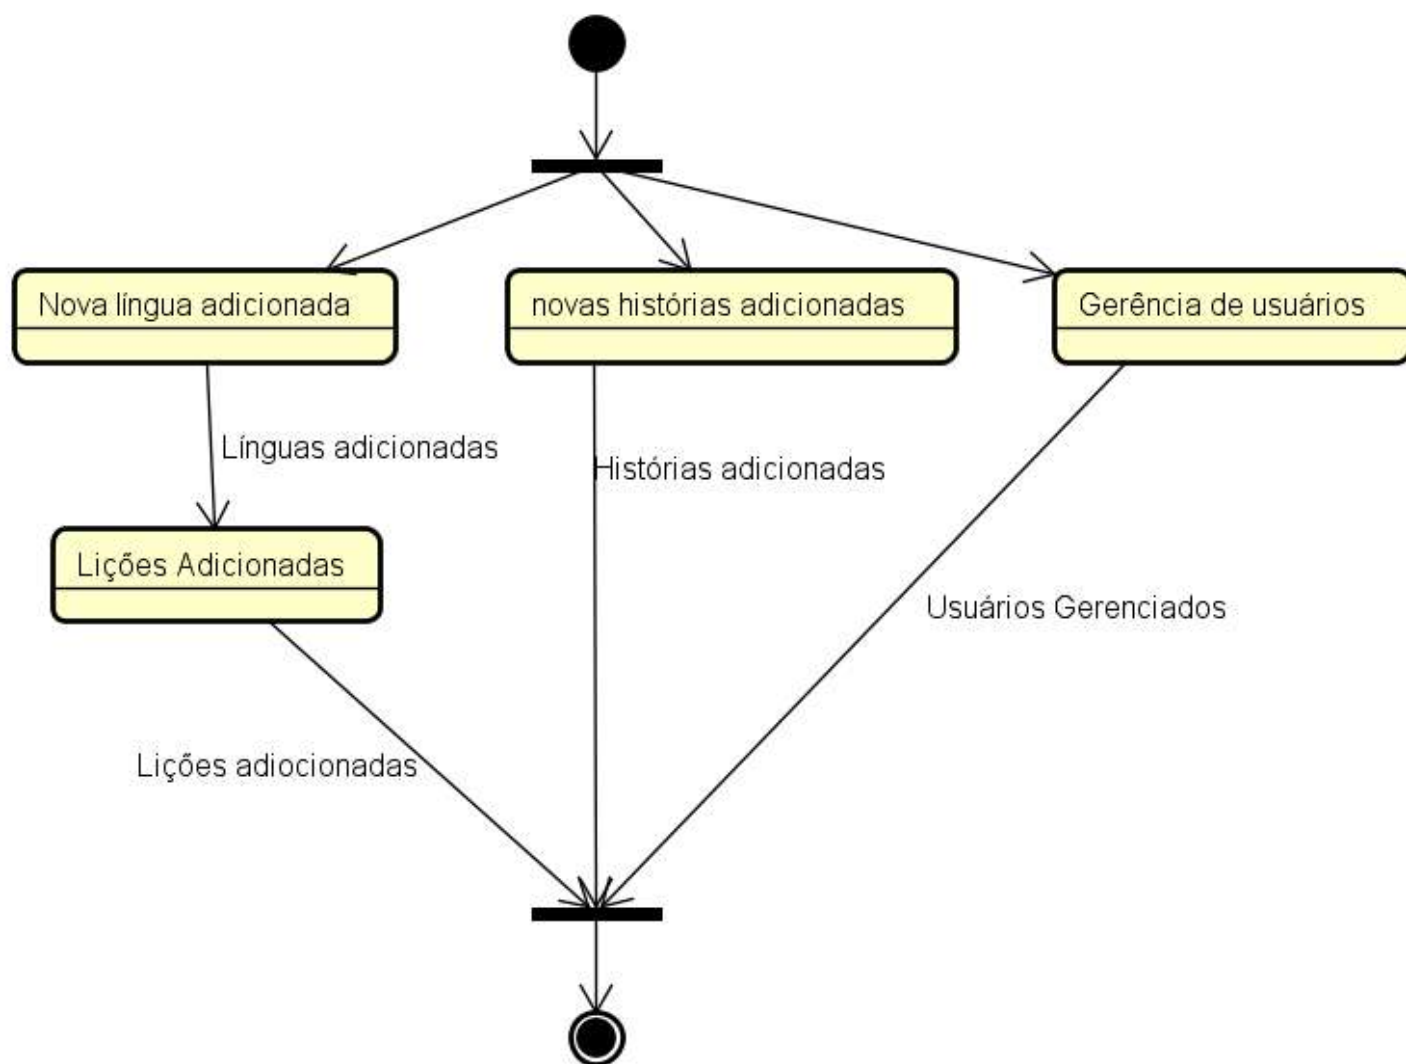 Nova língua adicionada
novas histórias adicionadas
Gerência de usuários
Línguas adicionadas
Histórias adicionadas
Lições Adicionadas
Usuários Gerenciados
Lições adiocionadas